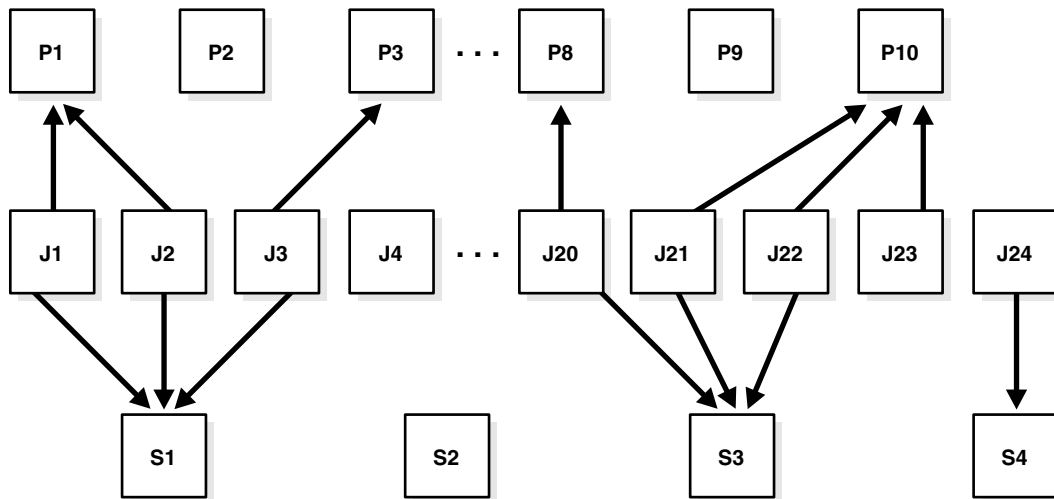 P1 P2 P3 . . . P8 P9 P10
J1 J2 J3 J4 . . . J20 J21 J22 J23 J24
S1 S2 S3 S4